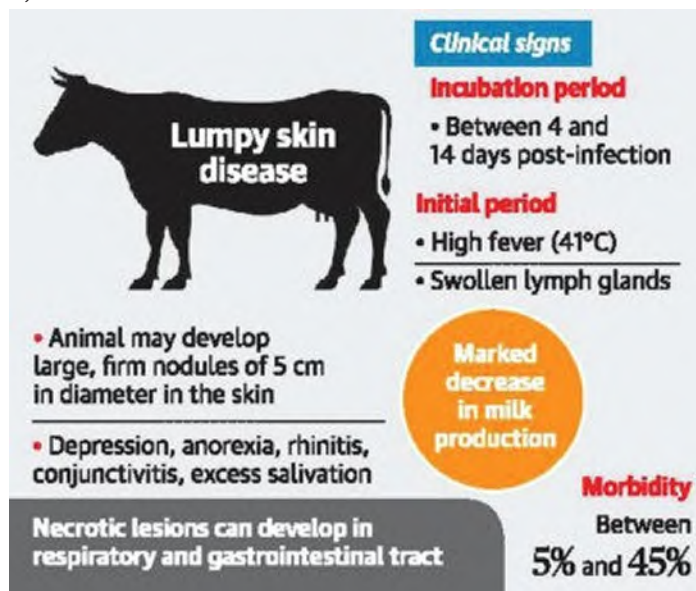 Clinical signs
Lumpy skin
disease
Incubation period
• Between 4 and
14 days post-infection
Initial period
• High fever (41°C)
• Swollen lymph glands
• Animal may develop
large, firm nodules of 5 cm
in diameter in the skin
• Depression, anorexia, rhinitis,
conjunctivitis, excess salivation
Marked
decrease
in milk
production
Necrotic lesions can develop in
respiratory and gastrointestinal tract
Morbidity
Between
5% and 45%